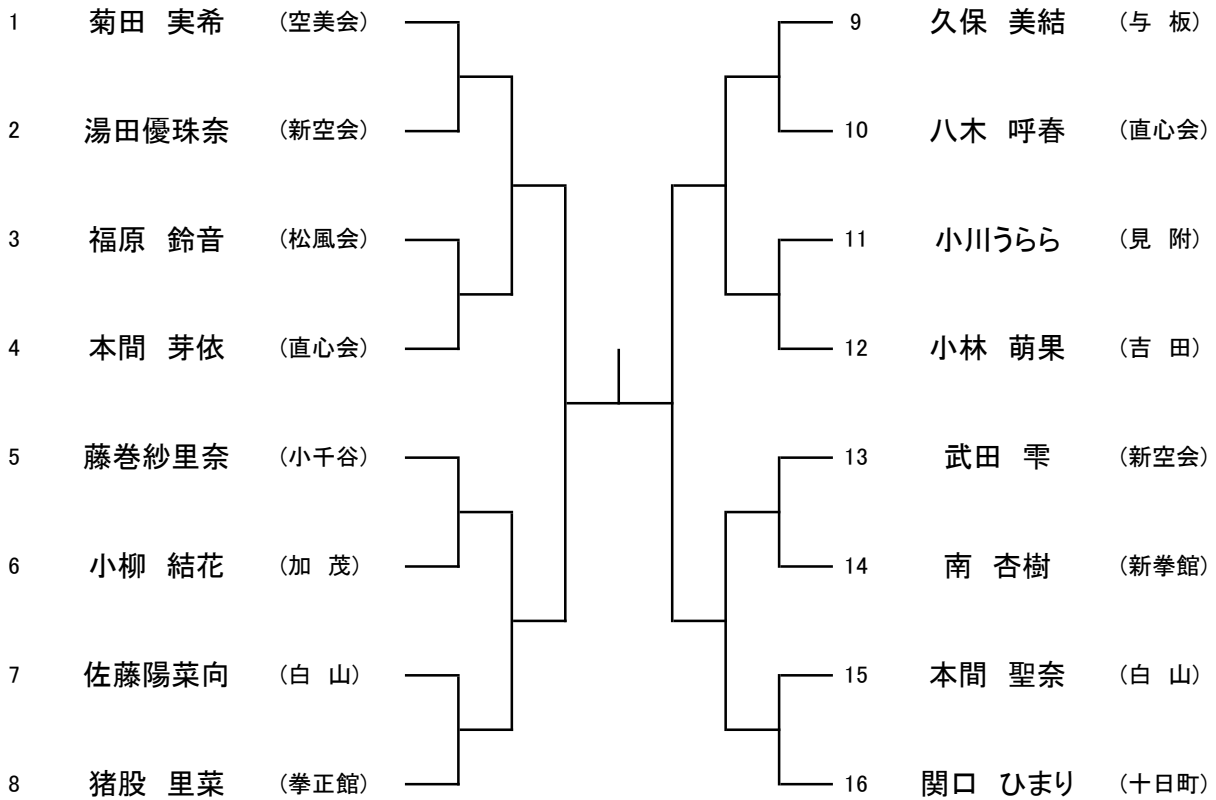 1 菊田 実希 (空美会)
2 湯田優珠奈 (新空会)
3 福原 鈴音 (松風会)
4 本間 芽依 (直心会)
5 藤巻紗里奈 (小千谷)
6 小柳 結花 (加 茂)
7 佐藤陽菜向 (白 山)
8 猪股 里菜 (拳正館)
9 久保 美結 (与 板)
10 八木 呼春 (直心会)
11 小川うらら (見 附)
12 小林 萌果 (吉 田)
13 武田 雫 (新空会)
14 南 杏樹 (新拳館)
15 本間 聖奈 (白 山)
16 関口 ひまり (十日町)